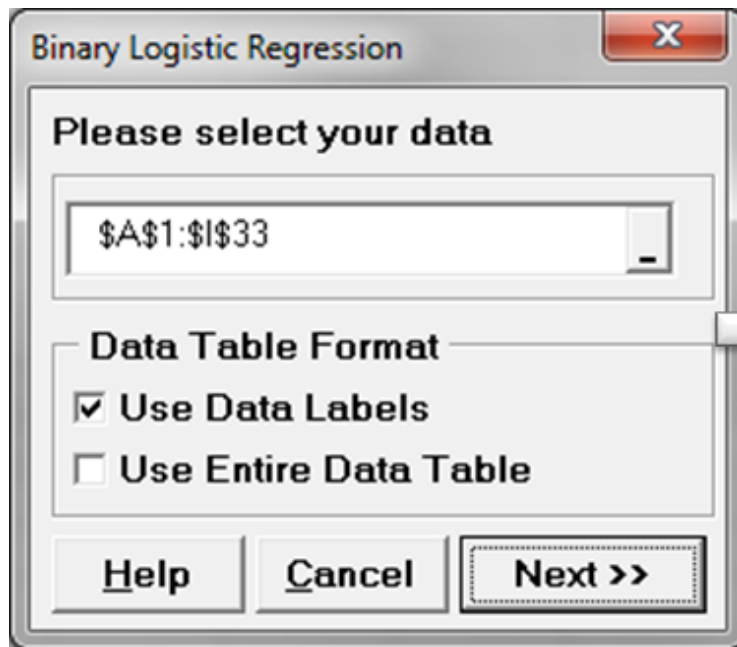 Binary Logistic Regression
Please select your data
$A$1:$I$33
Data Table Format
Use Data Labels
Use Entire Data Table
Help Cancel Next >>